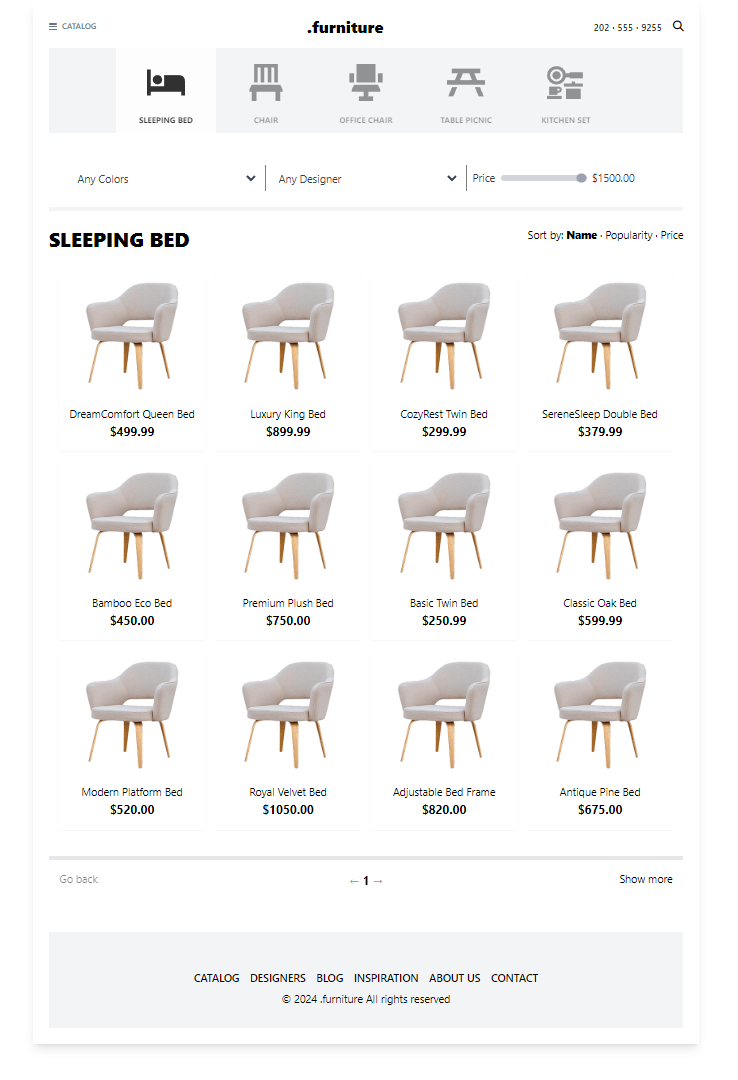 CATALOG .furniture 202 · 555 · 9255
SLEEPING BED CHAIR OFFICE CHAIR TABLE PICNIC KITCHEN SET
Any Colors Any Designer Price $1500.00
SLEEPING BED Sort by: Name · Popularity · Price
DreamComfort Queen Bed Luxury King Bed CozyRest Twin Bed SereneSleep Double Bed
$499.99 $899.99 $299.99 $379.99
Bamboo Eco Bed Premium Plush Bed Basic Twin Bed Classic Oak Bed
$450.00 $750.00 $250.99 $599.99
Modern Platform Bed Royal Velvet Bed Adjustable Bed Frame Antique Pine Bed
$520.00 $1050.00 $820.00 $675.00
Go back ← 1 → Show more
CATALOG DESIGNERS BLOG INSPIRATION ABOUT US CONTACT
© 2024 .furniture All rights reserved